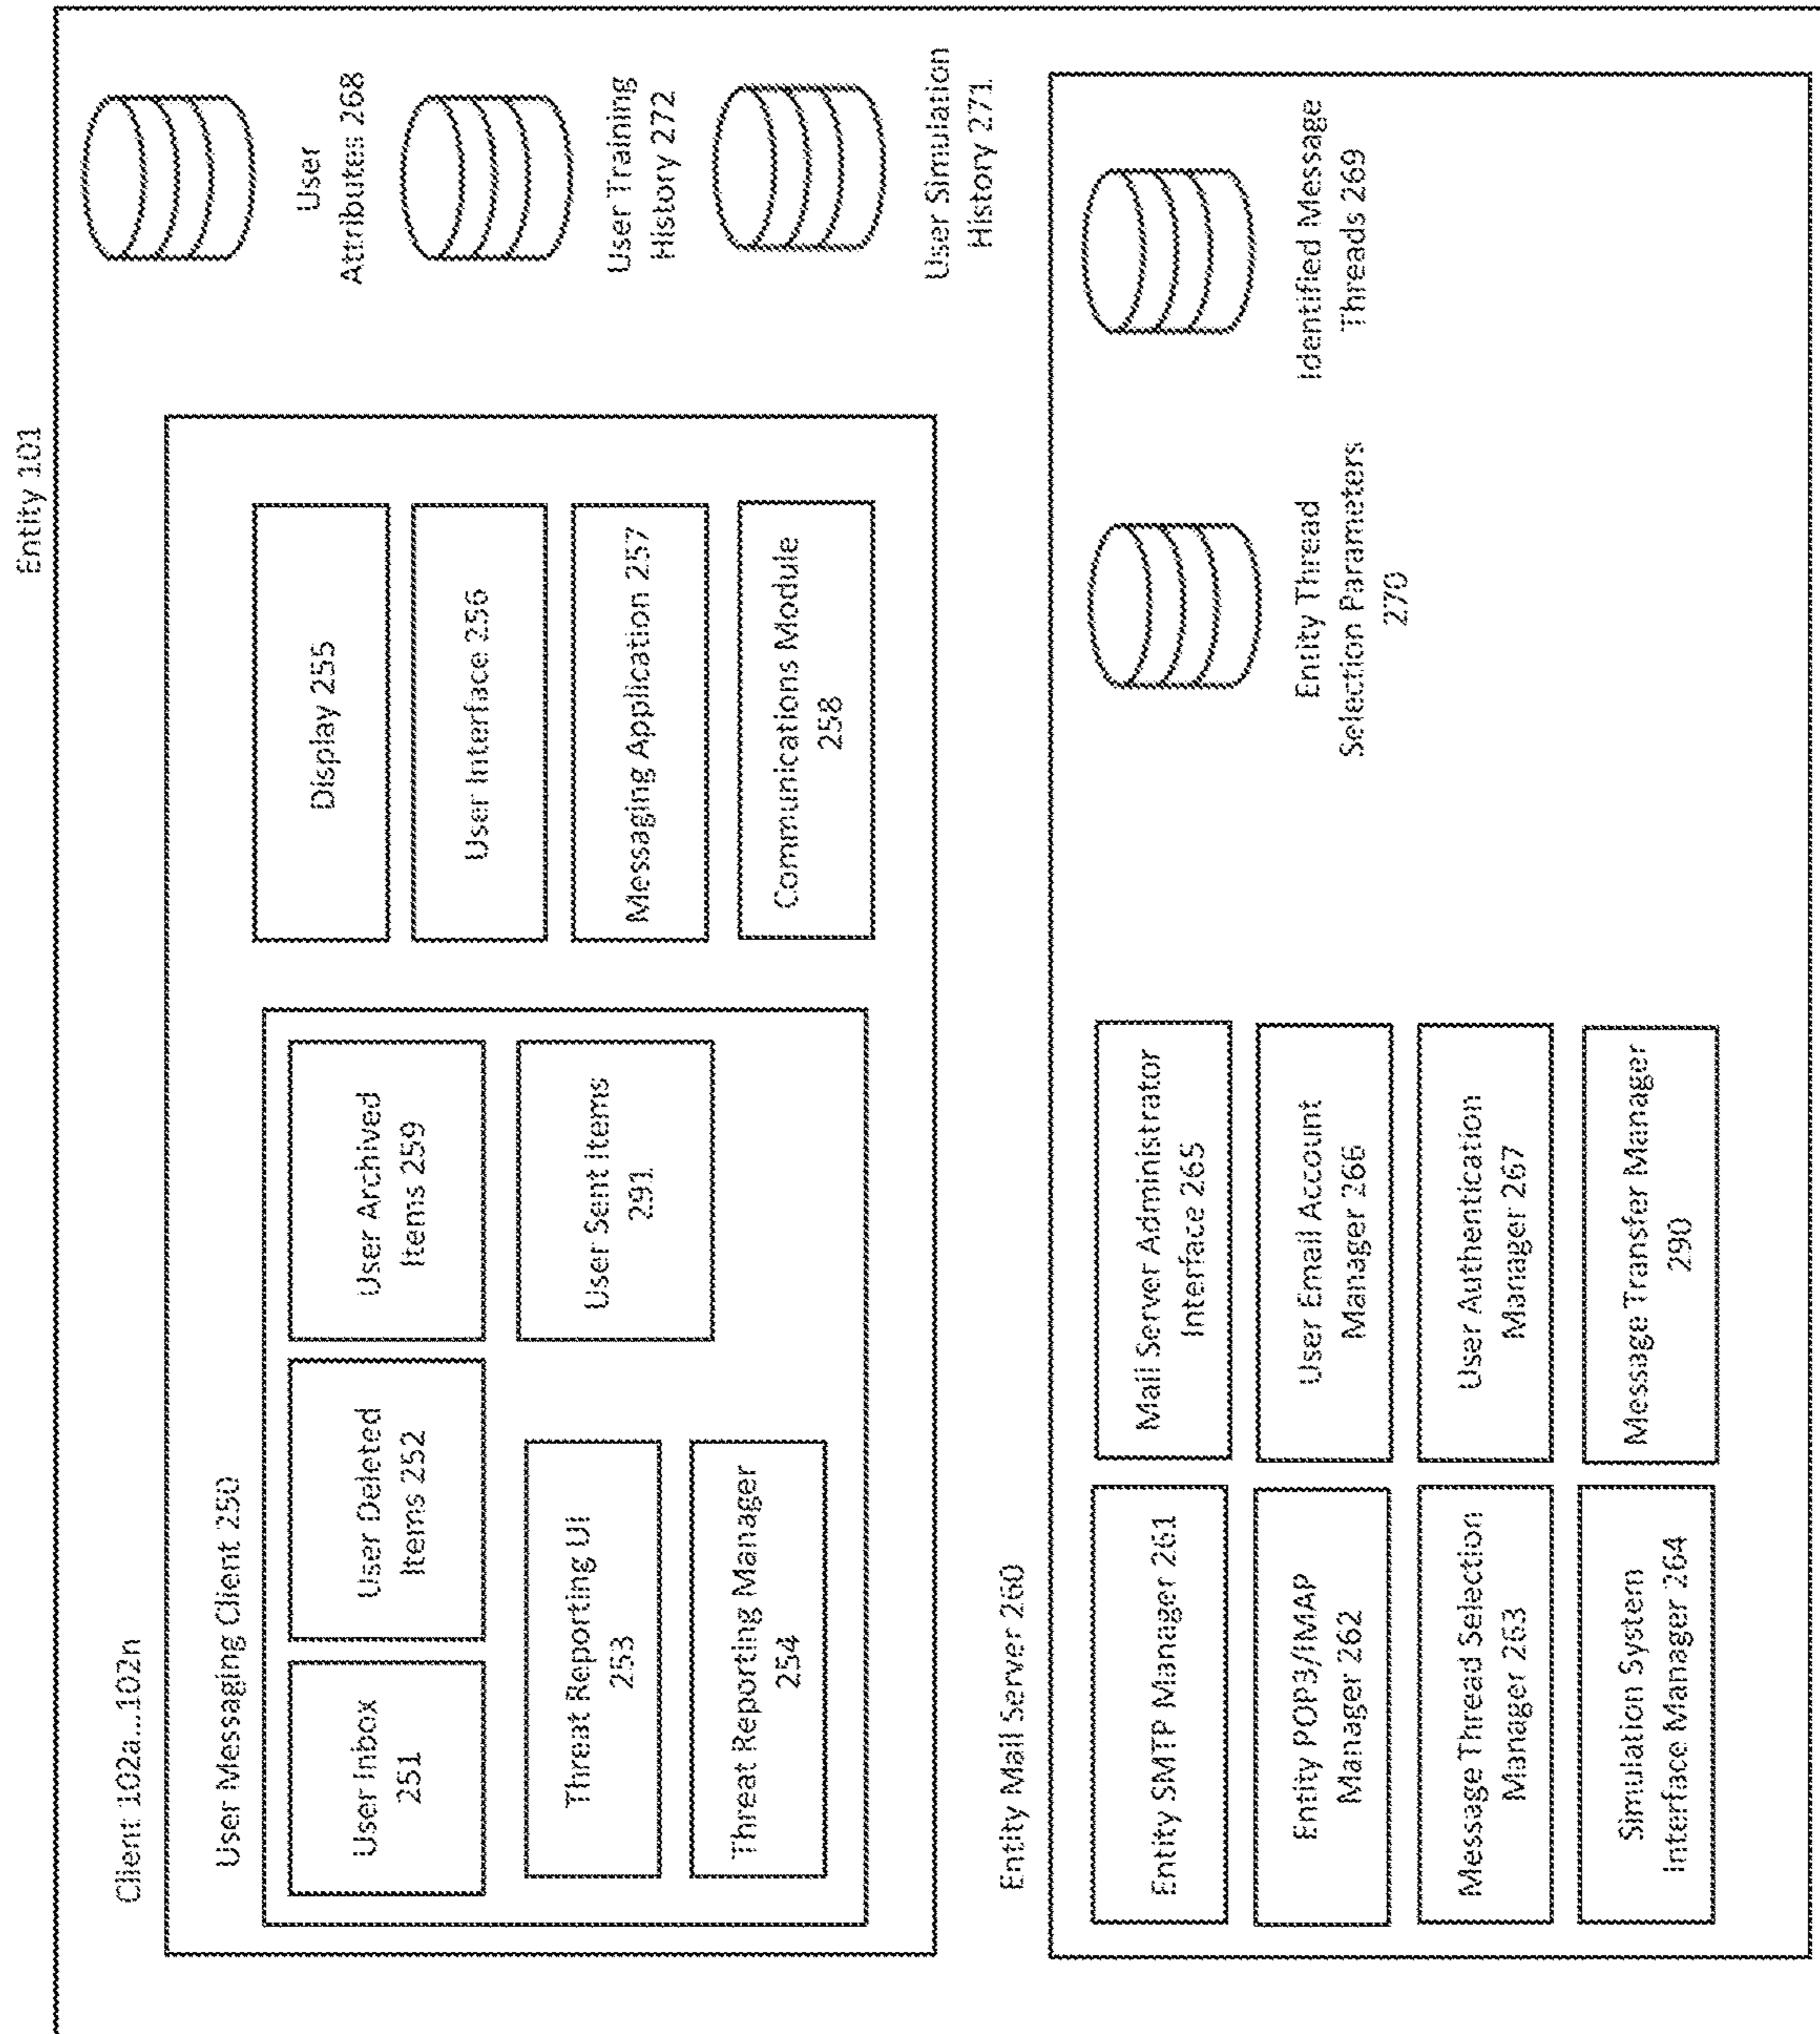 Entity 101
Client 102a...102n
User Messaging Client 250
User Inbox
251
User Deleted
Items 252
User Archived
Items 259
Threat Reporting UI
253
User Sent Items
291
Threat Reporting Manager
254
Display 255
User Interface 256
Messaging Application 257
Communications Module
258
User
Attributes 268
User Training
History 272
User Simulation
History 271
Entity Mail Server 260
Entity SMTP Manager 261
Mail Server Administrator
Interface 265
Entity POP3/IMAP
Manager 262
User Email Account
Manager 266
Message Thread Selection
Manager 263
User Authentication
Manager 267
Simulation System
Interface Manager 264
Message Transfer Manager
290
Entity Thread
Selection Parameters
270
Identified Message
Threads 269